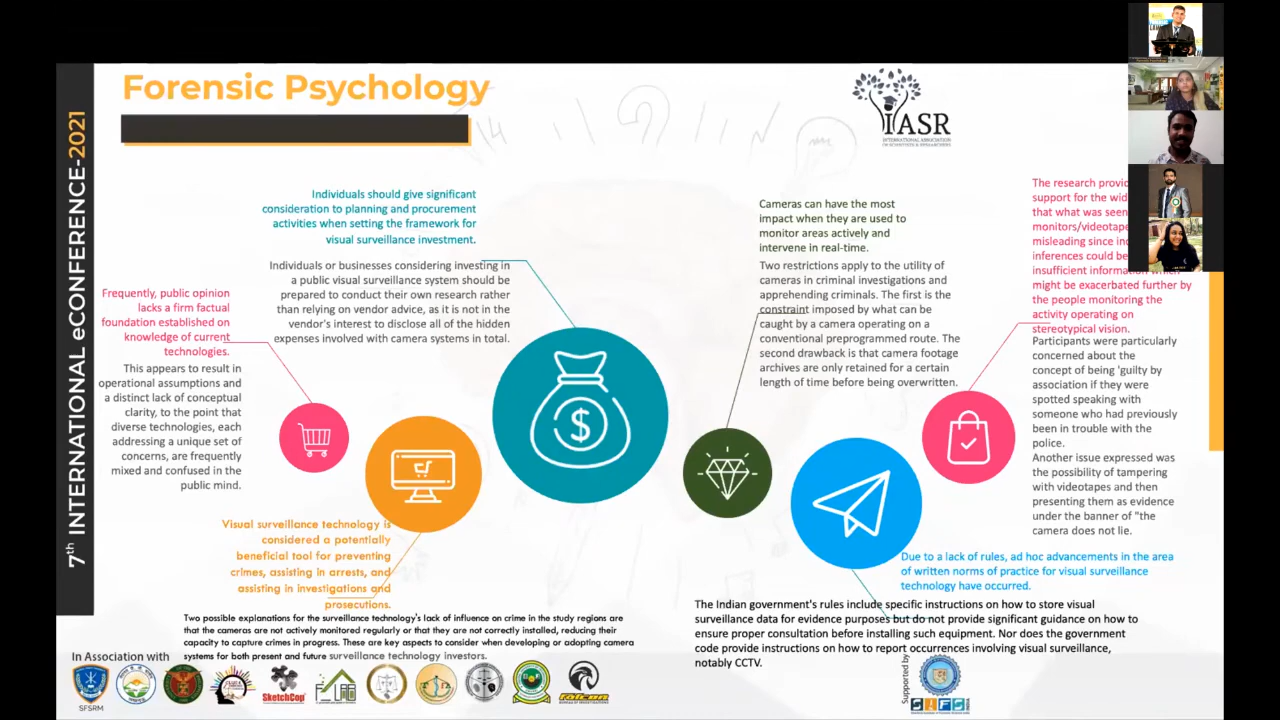 Forensic Psychology
7th INTERNATIONAL eCONFERENCE-2021
IASR
INTERNATIONAL ASSOCIATION
Individuals should give significant
consideration to planning and procurement
activities when setting the framework for
visual surveillance investment.
Individuals or businesses considering investing in
a public visual surveillance system should be
prepared to conduct their own research rather
than relying on vendor advice, as it is not in the
vendor's interest to disclose all of the hidden
expenses involved with camera systems in total.
Frequently, public opinion
lacks a firm factual
foundation established on
knowledge of current
technologies.
This appears to result in
operational assumptions and
a distinct lack of conceptual
clarity, to the point that
diverse technologies, each
addressing a unique set of
concerns, are frequently
mixed and confused in the
public mind.
Visual surveillance technology is
considered a potentially
beneficial tool for preventing
crimes, assisting in arrests, and
assisting in investigations and
prosecutions.
Two possible explanations for the surveillance technology's lack of influence on crime in the study regions are
that the cameras are not actively monitored regularly or that they are not correctly installed, reducing their
capacity to capture crimes in progress. These are key aspects to consider when developing or adopting camera
systems for both present and future surveillance technology investors.
Cameras can have the most
impact when they are used to
monitor areas actively and
intervene in real-time.
Two restrictions apply to the utility of
cameras in criminal investigations and
apprehending criminals. The first is the
constraint imposed by what can be
caught by a camera operating on a
conventional preprogrammed route. The
second drawback is that camera footage
archives are only retained for a certain
length of time before being overwritten.
The research
support for the
that what was seen
monitors/
misleading since
inferences could be
insufficient information which
might be exacerbated further by
the people monitoring the
activity operating on
stereotypical vision.
Participants were particularly
concerned about the
concept of being 'guilty by
association if they were
spotted speaking with
someone who had previously
been in trouble with the
police.
Another issue expressed was
the possibility of tampering
with videotapes and then
presenting them as evidence
under the banner of "the
camera does not lie.
Due to a lack of rules, ad hoc advancements in the area
of written norms of practice for visual surveillance
technology have occurred.
The Indian government's rules include specific instructions on how to store visual
surveillance data for evidence purposes but do not provide significant guidance on how to
ensure proper consultation before installing such equipment. Nor does the government
code provide instructions on how to report occurrences involving visual surveillance,
notably CCTV.
In Association with
SFSRM
SketchCop
falcon
Supported by
SIFS